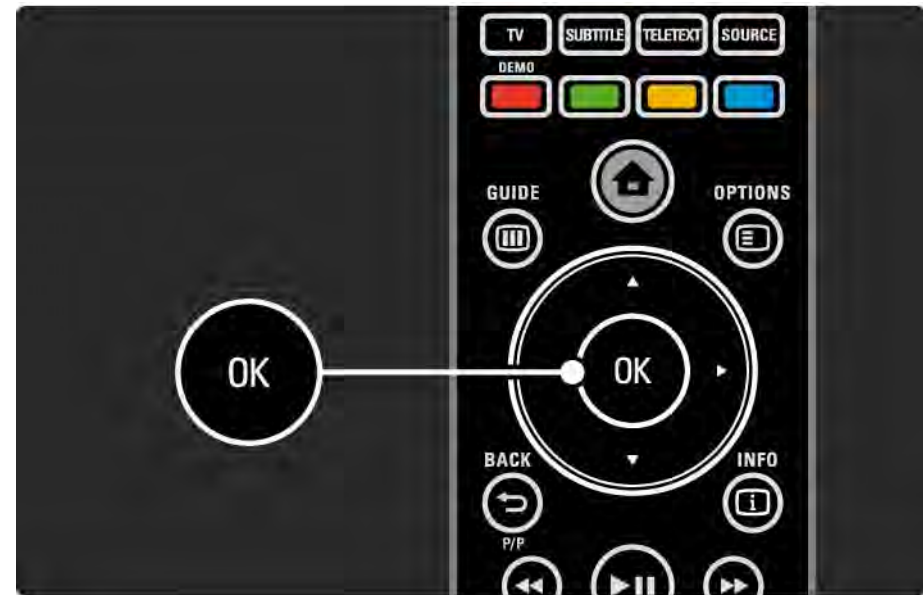 TV SUBTITLE TELETEXT SOURCE
DEMO
GUIDE OPTIONS
OK OK
BACK INFO
P/P